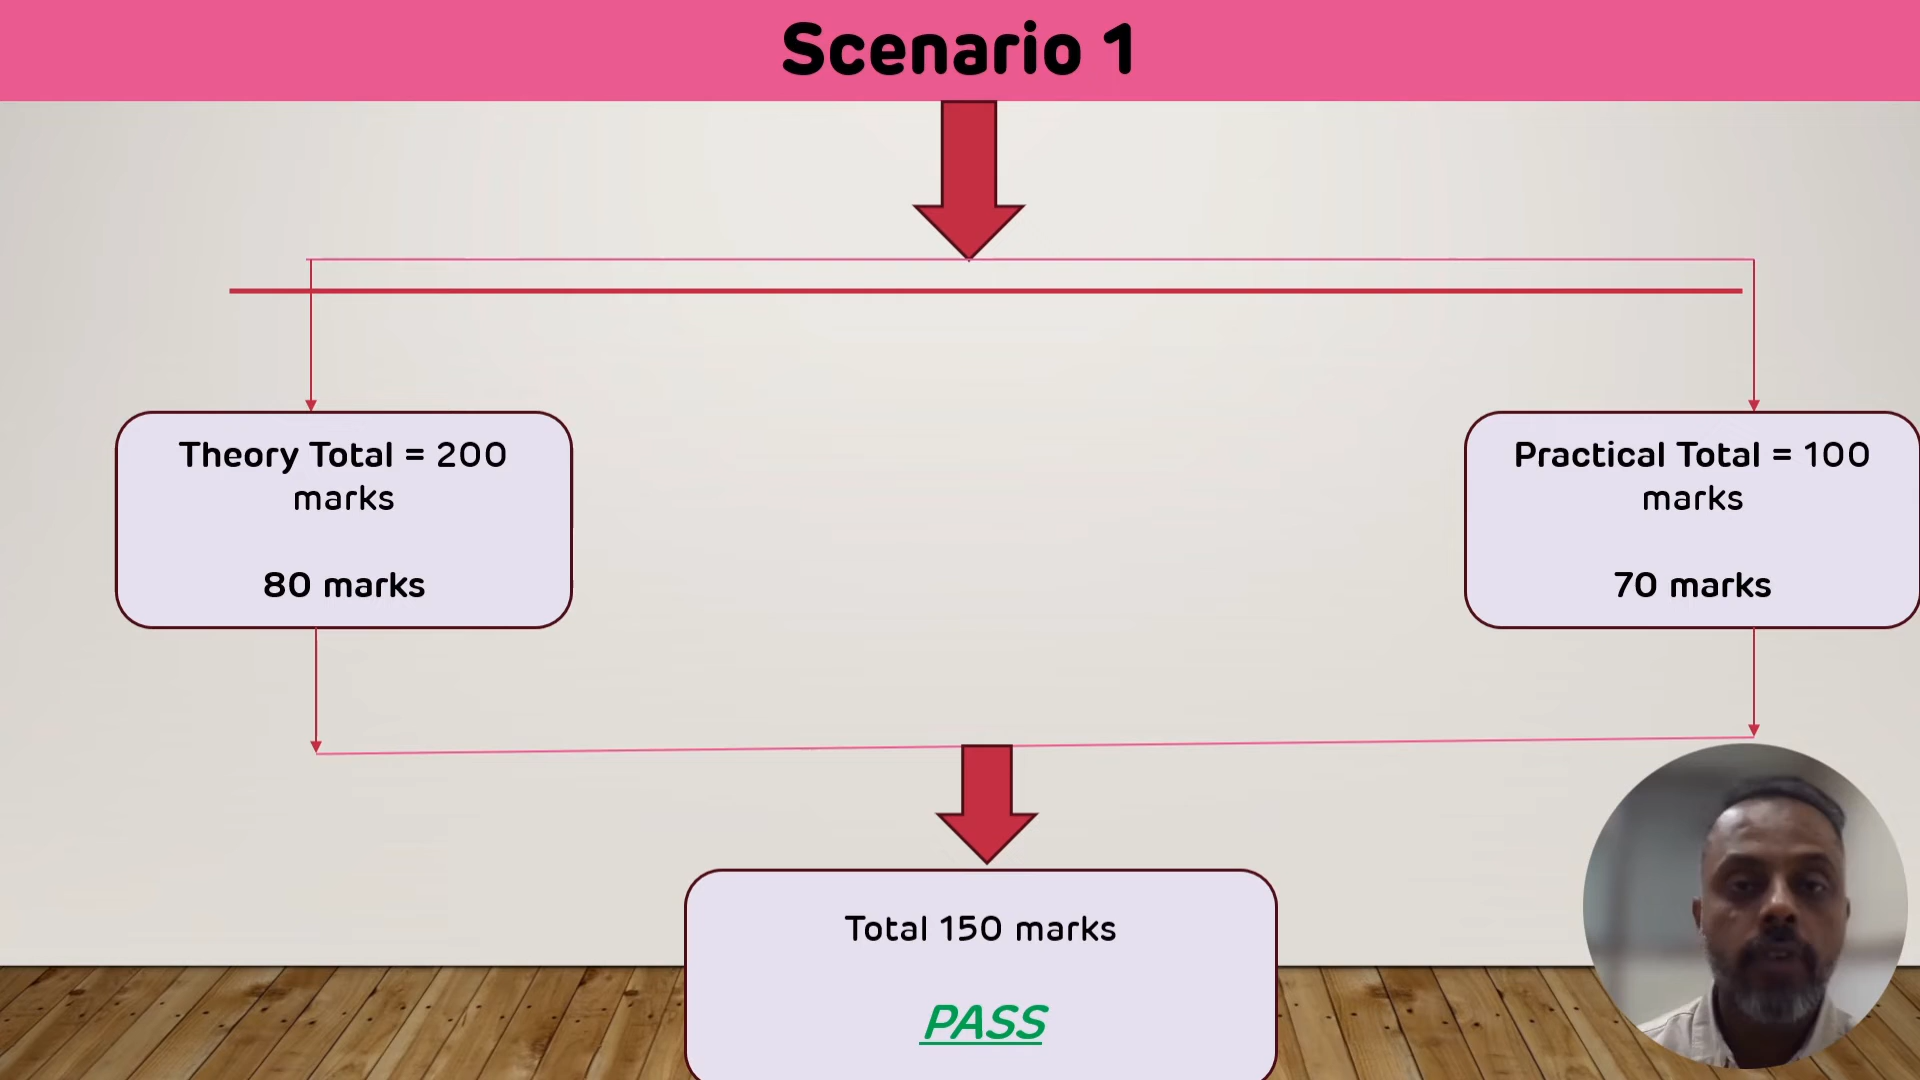 Scenario 1
Theory Total = 200
marks
80 marks
Practical Total = 100
marks
70 marks
Total 150 marks
PASS